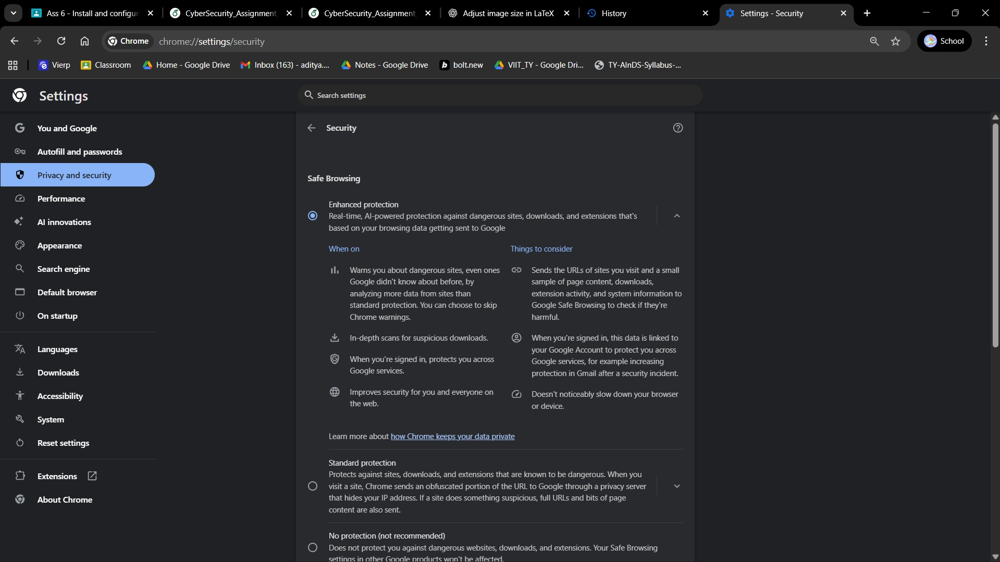 Ass 6 - Install and configur
CyberSecurity_Assignment
CyberSecurity_Assignment
Adjust image size in LaTeX
History
Settings - Security
Chrome
chrome://settings/security
School
Vierp
Classroom
Home - Google Drive
Inbox (163) - aditya....
Notes - Google Drive
bolt.new
VIIT_TY - Google Dri...
TY-AInDS-Syllabus-...
Settings
Search settings
You and Google
Autofill and passwords
Privacy and security
Performance
AI innovations
Appearance
Search engine
Default browser
On startup
Languages
Downloads
Accessibility
System
Reset settings
Extensions
About Chrome
Security
Safe Browsing
Enhanced protection
Real-time, AI-powered protection against dangerous sites, downloads, and extensions that's
based on your browsing data getting sent to Google
When on
Warns you about dangerous sites, even ones
Google didn't know about before, by
analyzing more data from sites than
standard protection. You can choose to skip
Chrome warnings.
In-depth scans for suspicious downloads.
When you're signed in, protects you across
Google services.
Improves security for you and everyone on
the web.
Things to consider
Sends the URLs of sites you visit and a small
sample of page content, downloads,
extension activity, and system information to
Google Safe Browsing to check if they're
harmful.
When you're signed in, this data is linked to
your Google Account to protect you across
Google services, for example increasing
protection in Gmail after a security incident.
Doesn't noticeably slow down your browser
or device.
Learn more about how Chrome keeps your data private
Standard protection
Protects against sites, downloads, and extensions that are known to be dangerous. When you
visit a site, Chrome sends an obfuscated portion of the URL to Google through a privacy server
that hides your IP address. If a site does something suspicious, full URLs and bits of page
content are also sent.
No protection (not recommended)
Does not protect you against dangerous websites, downloads, and extensions. Your Safe Browsing
settings in other Google products won't be affected.